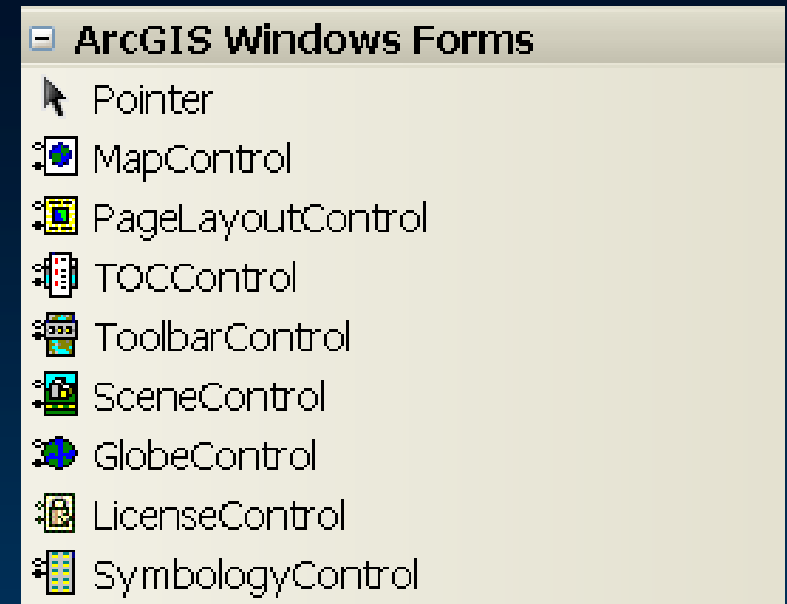 ArcGIS Windows Forms
Pointer
MapControl
PageLayoutControl
TOCControl
ToolbarControl
SceneControl
GlobeControl
LicenseControl
SymbologyControl